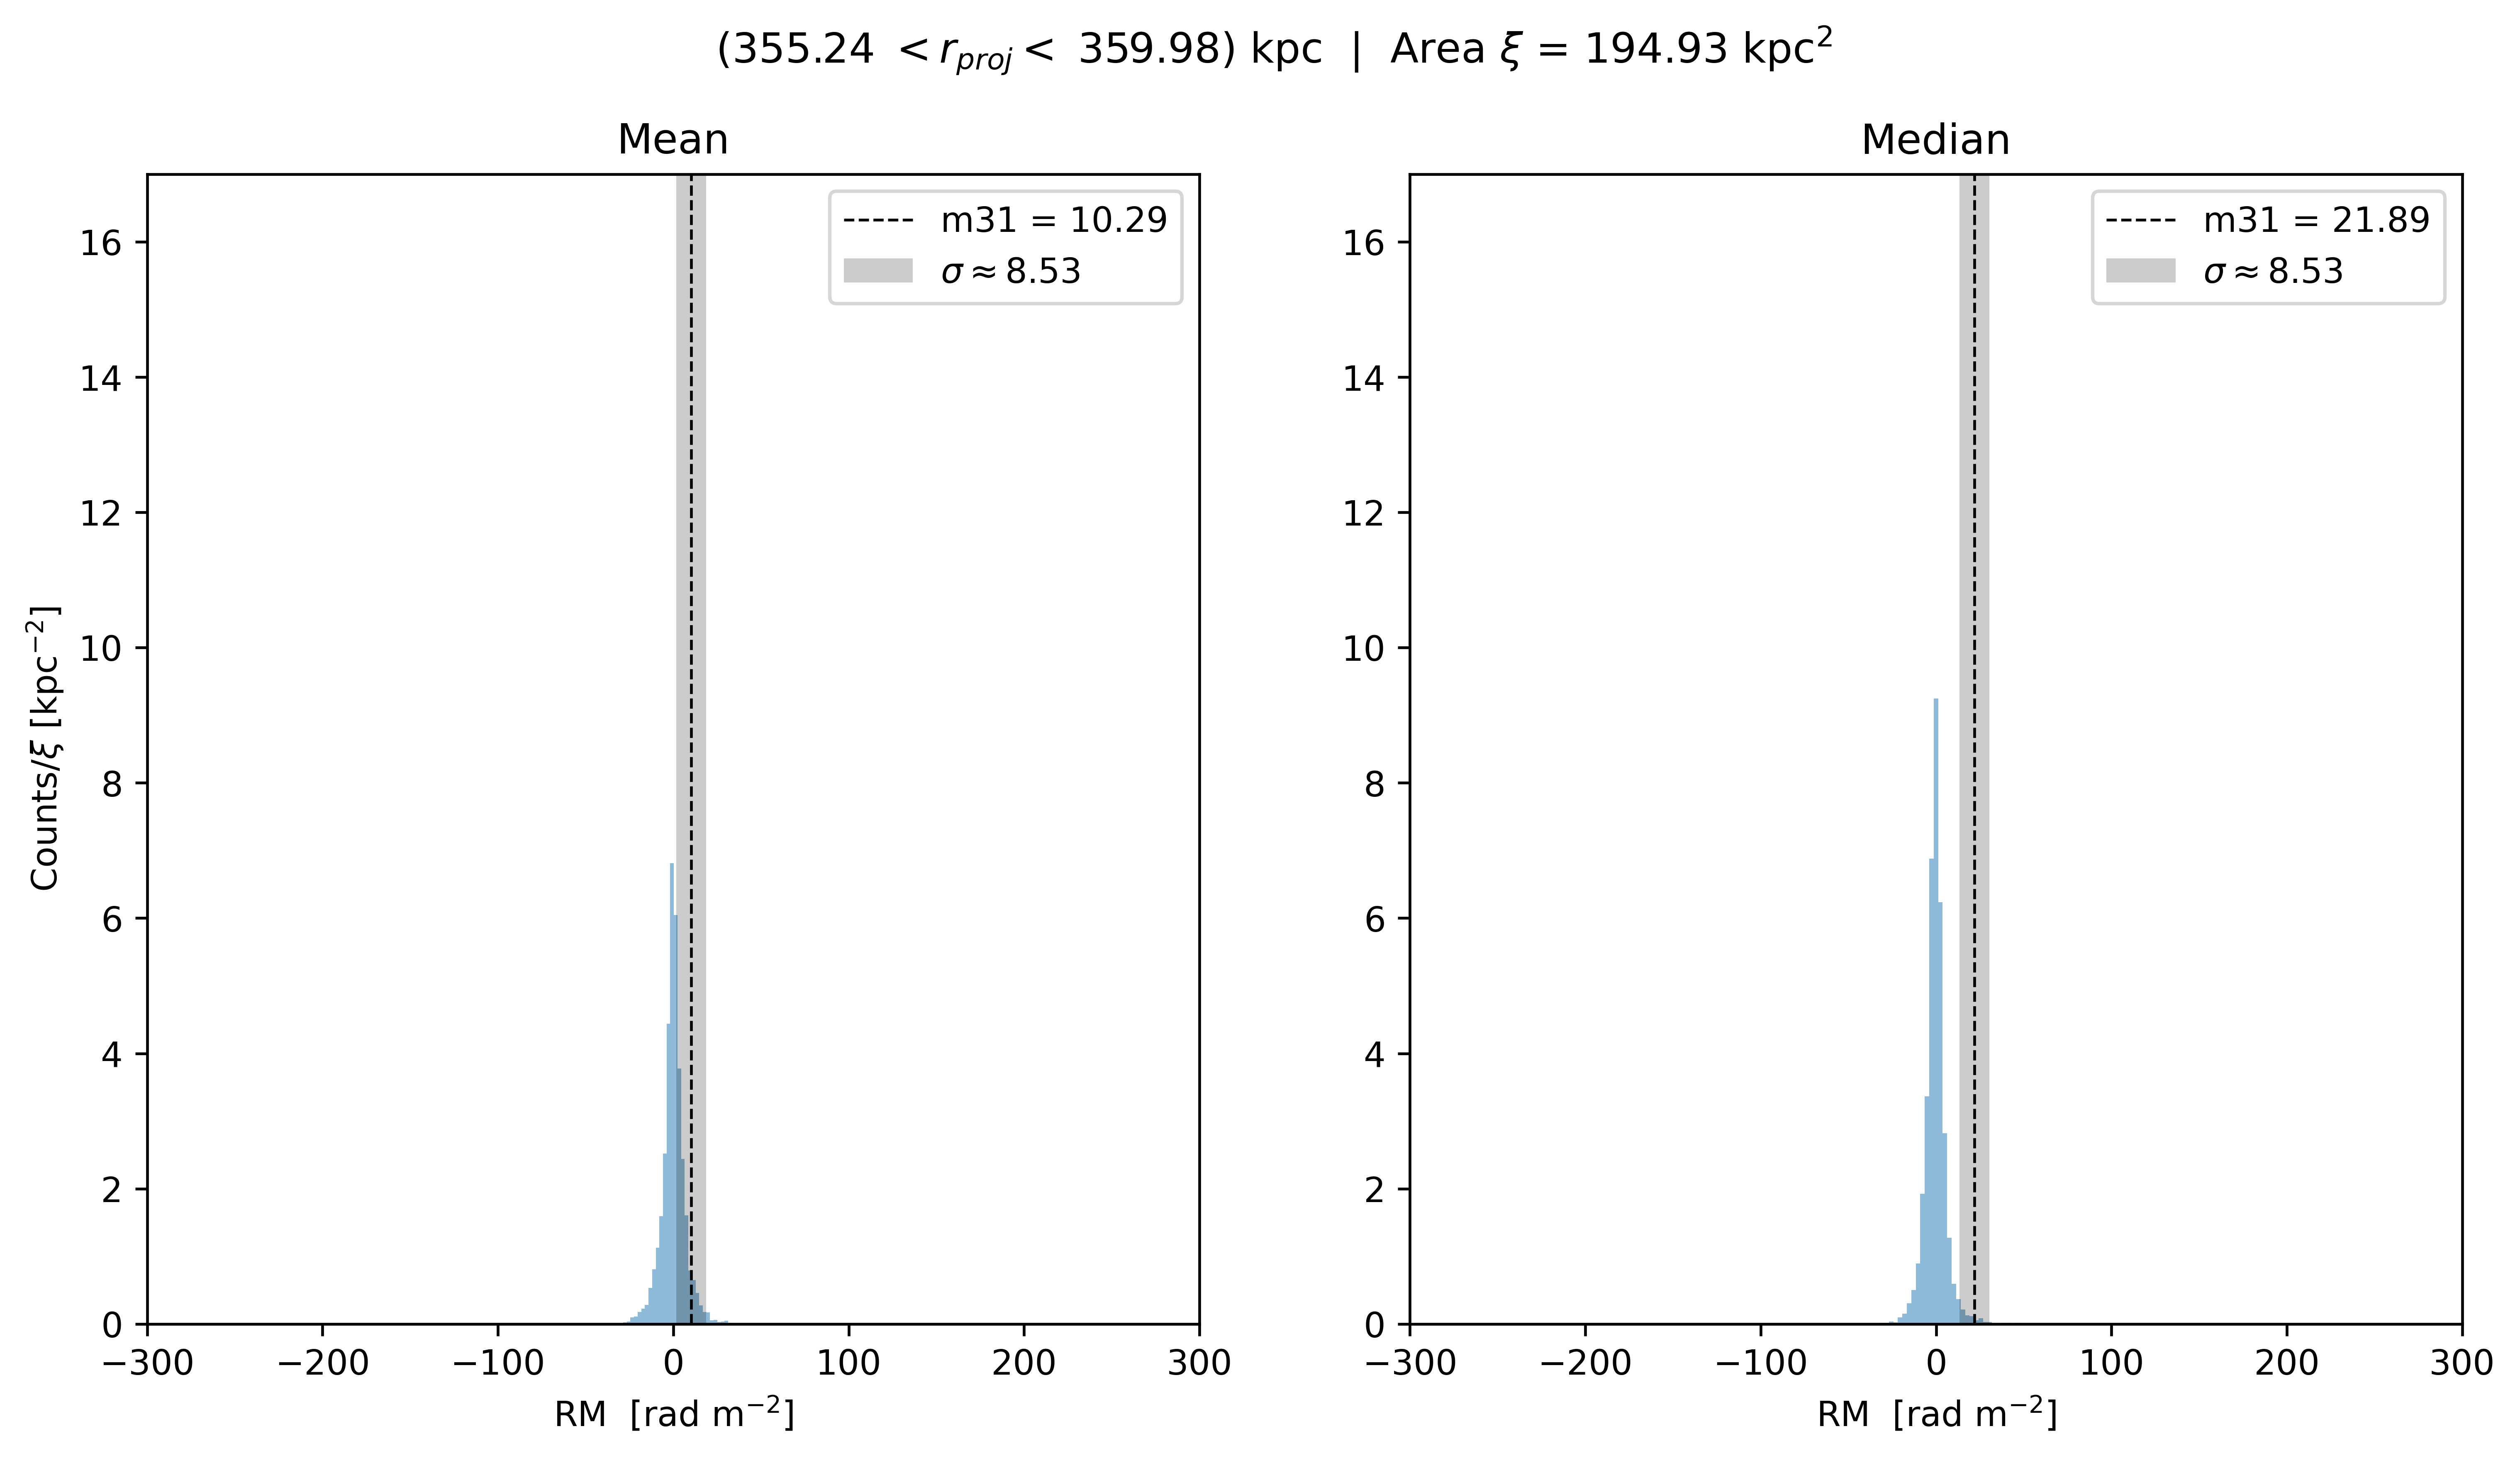 (355.24 < r_proj < 359.98) kpc | Area ξ = 194.93 kpc²
Mean
Median
m31 = 10.29
σ ≈ 8.53
m31 = 21.89
σ ≈ 8.53
Counts/ξ [kpc⁻²]
16
14
12
10
8
6
4
2
0
16
14
12
10
8
6
4
2
0
−300 −200 −100 0 100 200 300
−300 −200 −100 0 100 200 300
RM [rad m⁻²]
RM [rad m⁻²]